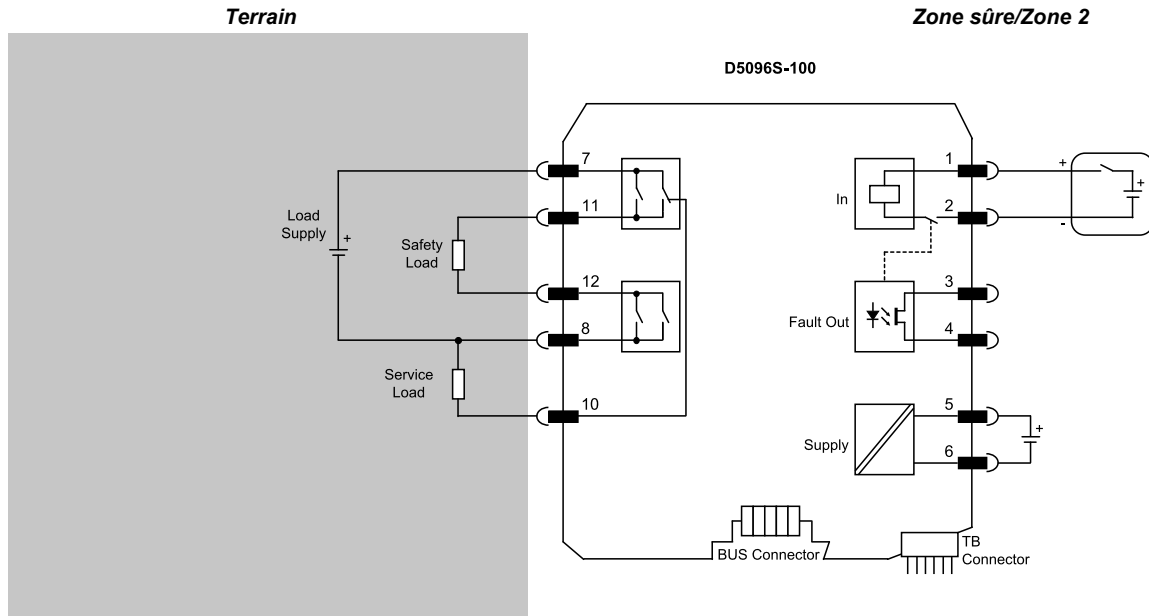 Terrain
Zone sûre/Zone 2
D5096S-100
7
11
12
8
10
Load
Supply
+
Safety
Load
Service
Load
In
1
2
+
-
+
Fault Out
3
4
Supply
5
6
+
BUS Connector
TB
Connector